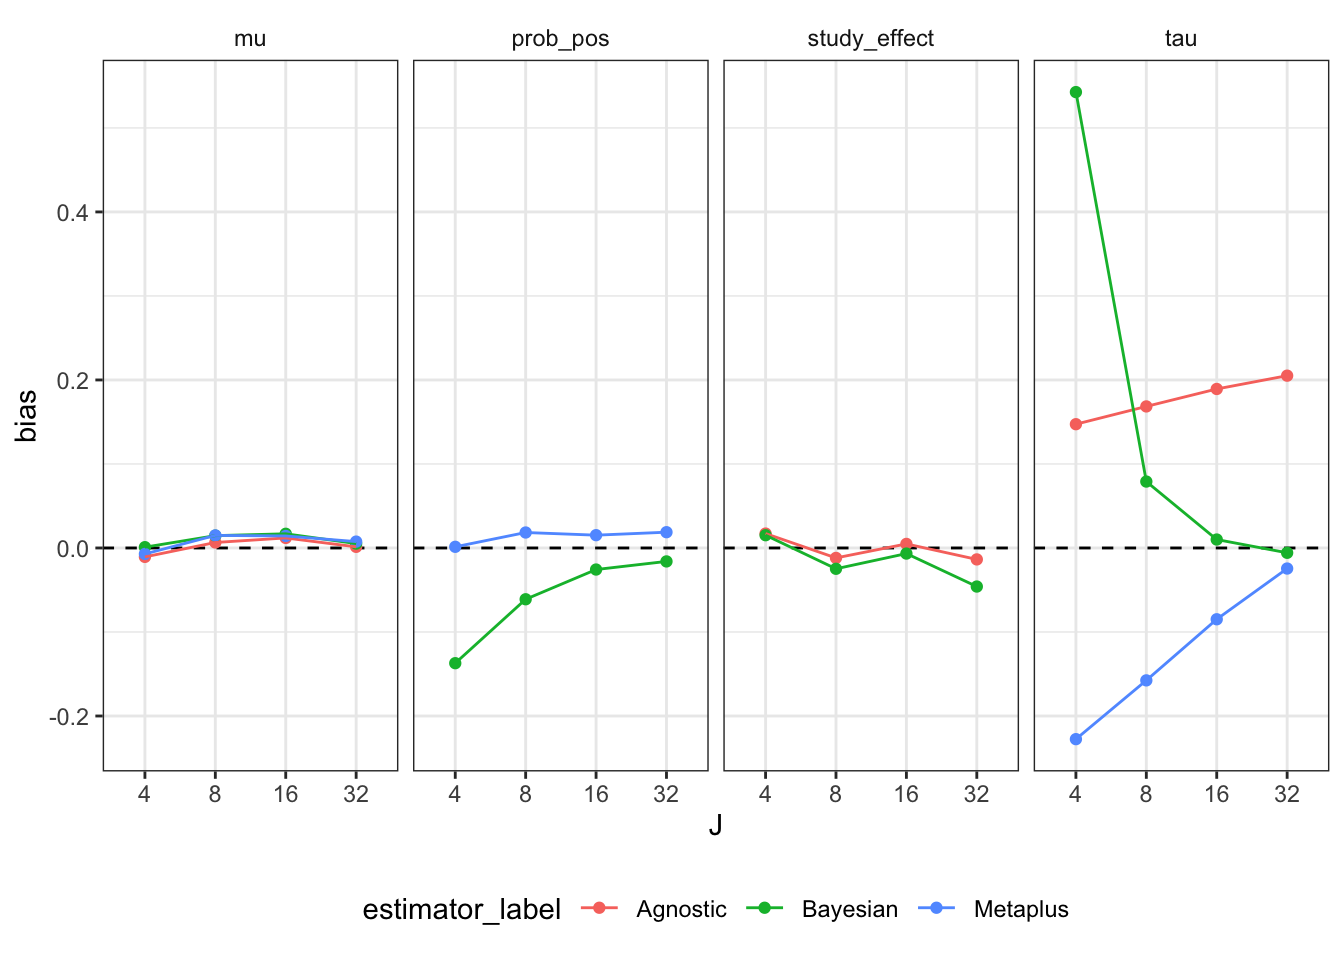 mu prob_pos study_effect tau
bias
0.4
0.2
0.0
-0.2
4 8 16 32 4 8 16 32 4 8 16 32 4 8 16 32
J
estimator_label Agnostic Bayesian Metaplus